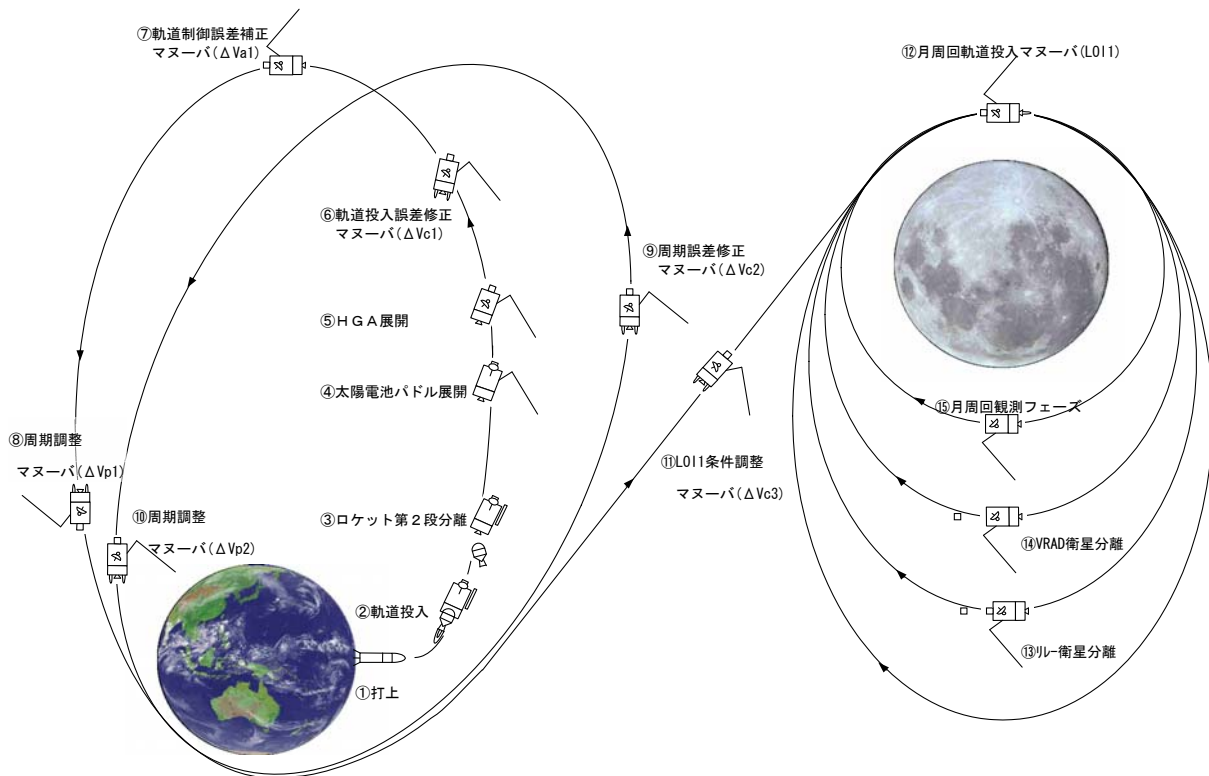 ①打上
②軌道投入
③ロケット第2段分離
④太陽電池パドル展開
⑤HGA展開
⑥軌道投入誤差修正
マヌーバ(ΔVc1)
⑦軌道制御誤差補正
マヌーバ(ΔVa1)
⑧周期調整
マヌーバ(ΔVp1)
⑨周期誤差修正
マヌーバ(ΔVc2)
⑩周期調整
マヌーバ(ΔVp2)
⑪LOI1条件調整
マヌーバ(ΔVc3)
⑫月周回軌道投入マヌーバ(LOI1)
⑬リレー衛星分離
⑭VRAD衛星分離
⑮月周回観測フェーズ